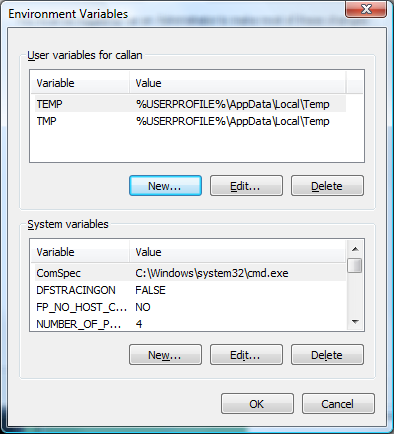 Environment Variables
User variables for callan
Variable Value
TEMP %USERPROFILE%\AppData\Local\Temp
TMP %USERPROFILE%\AppData\Local\Temp
New... Edit... Delete
System variables
Variable Value
ComSpec C:\Windows\system32\cmd.exe
DFSTRACINGON FALSE
FP_NO_HOST_C... NO
NUMBER_OF_P... 4
New... Edit... Delete
OK Cancel